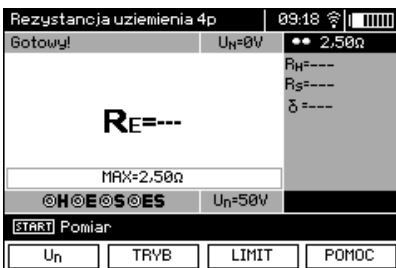 Rezystancja uziemienia 4p 09:18
Gotowy! UN=0V 2,50Ω
RH=---
RS=---
δ=---
RE=---
MAX=2,50Ω
H E S ES Un=50V
START Pomiar
Un TRYB LIMIT POMOC